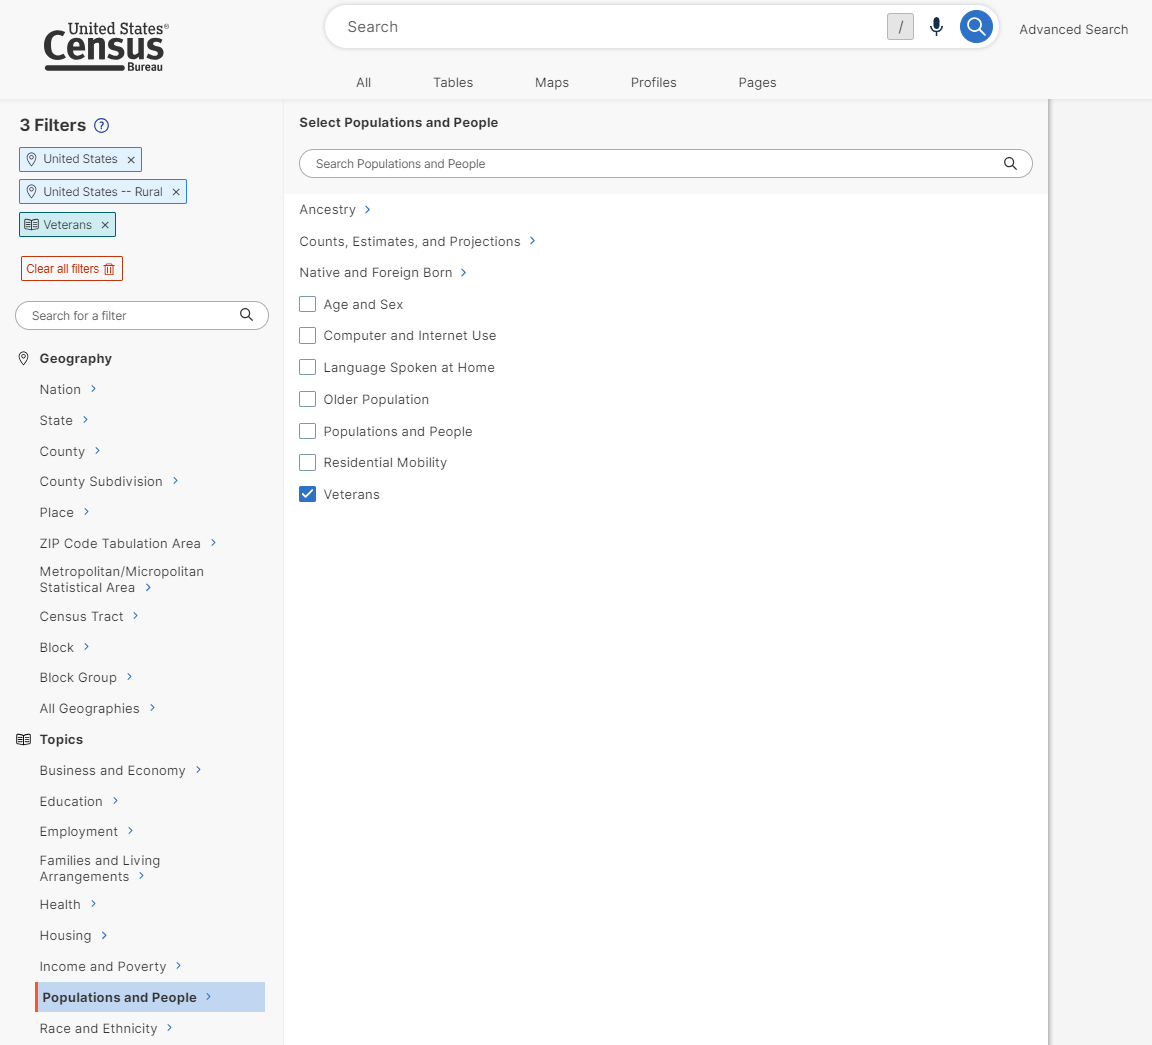 United States®
Census
Bureau
Search
/
Advanced Search
All
Tables
Maps
Profiles
Pages
3 Filters ?
United States ×
United States -- Rural ×
Veterans ×
Clear all filters
Search for a filter
Geography
Nation
State
County
County Subdivision
Place
ZIP Code Tabulation Area
Metropolitan/Micropolitan
Statistical Area
Census Tract
Block
Block Group
All Geographies
Topics
Business and Economy
Education
Employment
Families and Living
Arrangements
Health
Housing
Income and Poverty
Populations and People
Race and Ethnicity
Select Populations and People
Search Populations and People
Ancestry
Counts, Estimates, and Projections
Native and Foreign Born
Age and Sex
Computer and Internet Use
Language Spoken at Home
Older Population
Populations and People
Residential Mobility
Veterans